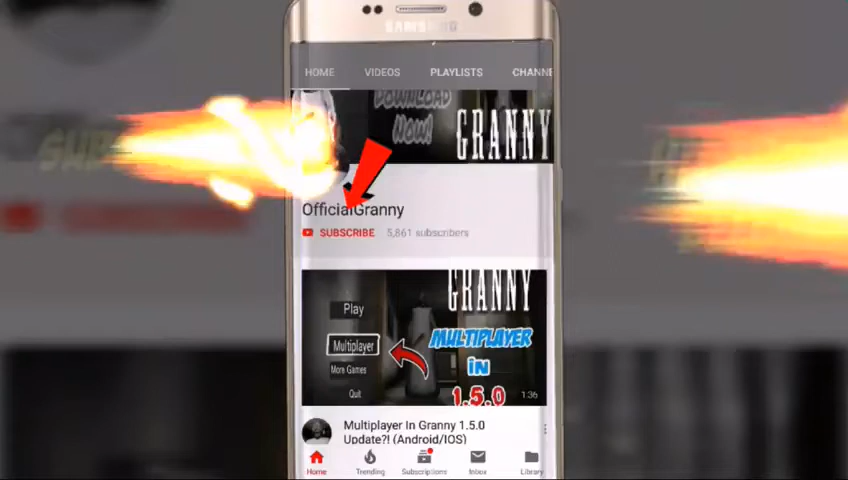 SAMSUNG
HOME VIDEOS PLAYLISTS CHANNE
DOWNLOAD
NOW!
GRANNY
OfficialGranny
SUBSCRIBE 5,861 subscribers
GRANNY
Play
Multiplayer
More Games
Quit
MULTIPLAYER
iN
1.5.0
1:36
Multiplayer In Granny 1.5.0
Update?! (Android/IOS)
Home Trending Subscriptions Inbox Library